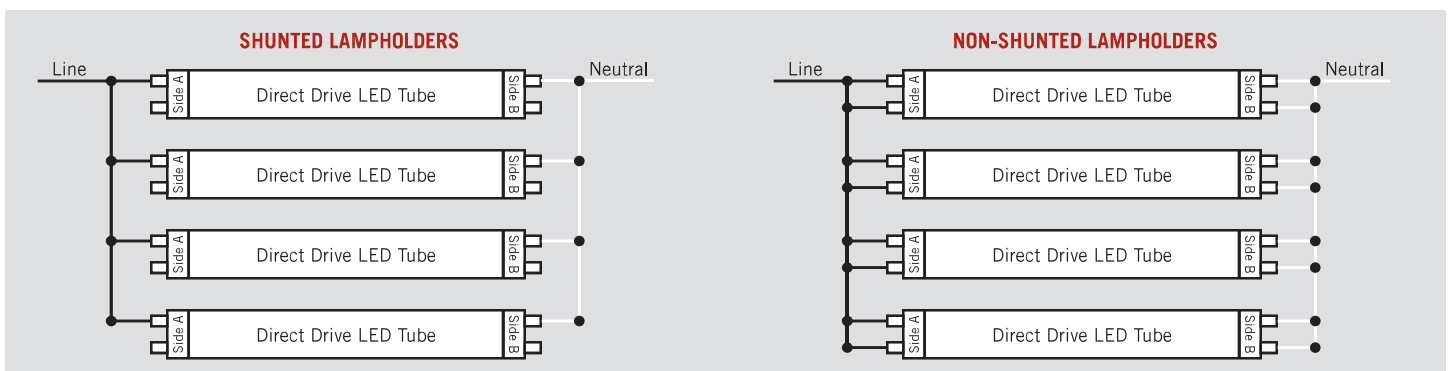 SHUNTED LAMPHOLDERS
Line
Neutral
Side A
Direct Drive LED Tube
Side B
Side A
Direct Drive LED Tube
Side B
Side A
Direct Drive LED Tube
Side B
Side A
Direct Drive LED Tube
Side B
NON-SHUNTED LAMPHOLDERS
Line
Neutral
Side A
Direct Drive LED Tube
Side B
Side A
Direct Drive LED Tube
Side B
Side A
Direct Drive LED Tube
Side B
Side A
Direct Drive LED Tube
Side B